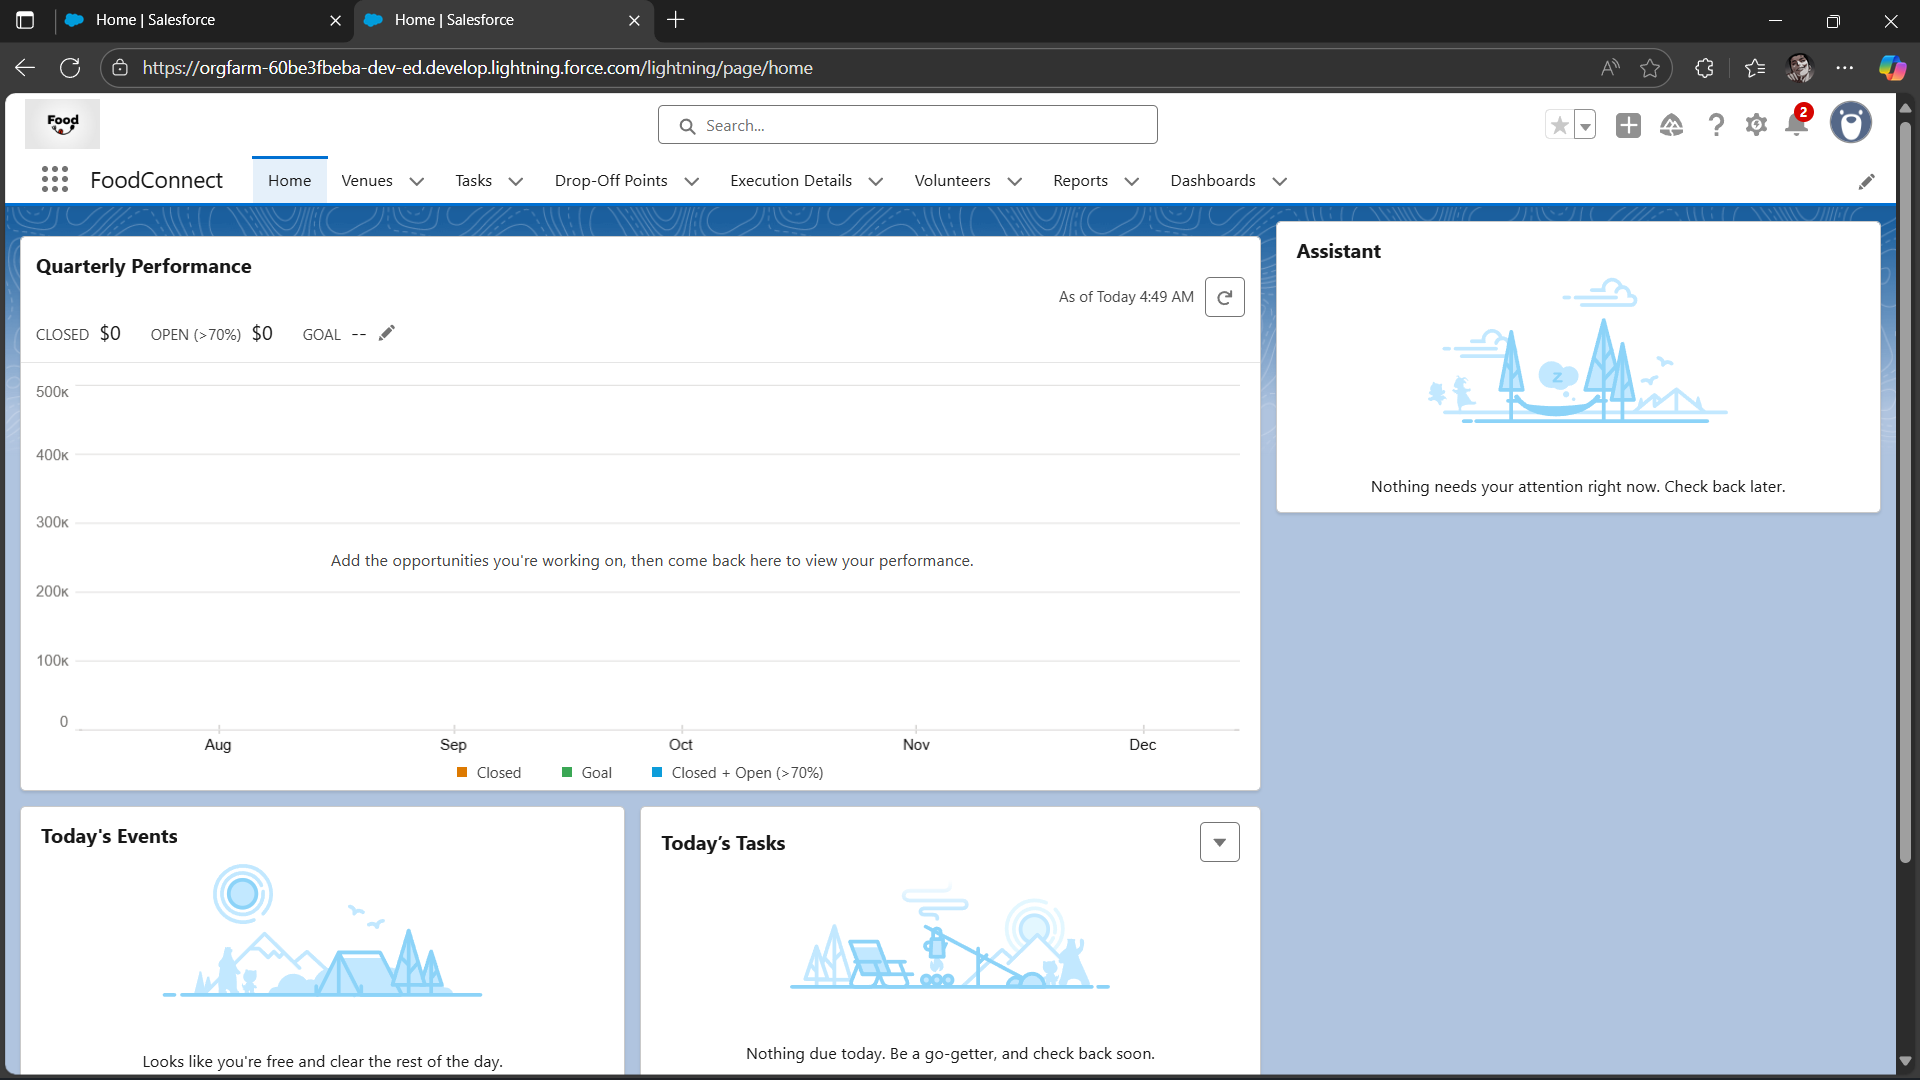 Home | Salesforce
Home | Salesforce
https://orgfarm-60be3fbeba-dev-ed.develop.lightning.force.com/lightning/page/home
Food
Search...
2
FoodConnect
Home
Venues
Tasks
Drop-Off Points
Execution Details
Volunteers
Reports
Dashboards
Quarterly Performance
As of Today 4:49 AM
CLOSED $0 OPEN (>70%) $0 GOAL --
500K
400K
300K
Add the opportunities you're working on, then come back here to view your performance.
200K
100K
0
Aug Sep Oct Nov Dec
Closed Goal Closed + Open (>70%)
Assistant
z
Nothing needs your attention right now. Check back later.
Today's Events
Looks like you're free and clear the rest of the day.
Today’s Tasks
Nothing due today. Be a go-getter, and check back soon.